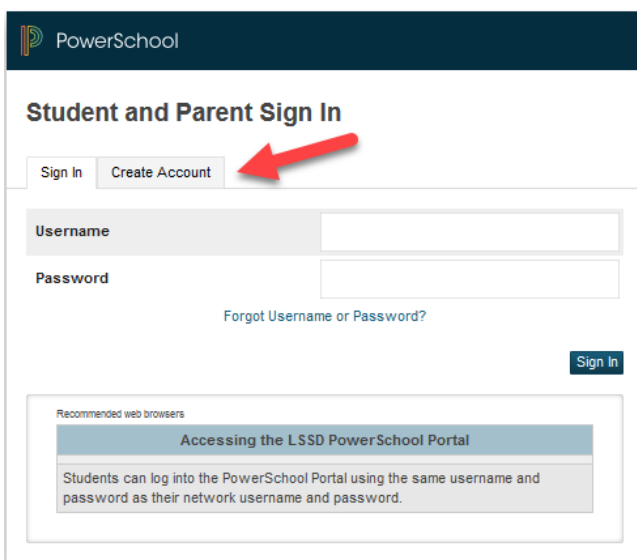 PowerSchool
Student and Parent Sign In
Sign In Create Account
Username
Password
Forgot Username or Password?
Sign In
Recommended web browsers
Accessing the LSSD PowerSchool Portal
Students can log into the PowerSchool Portal using the same username and
password as their network username and password.